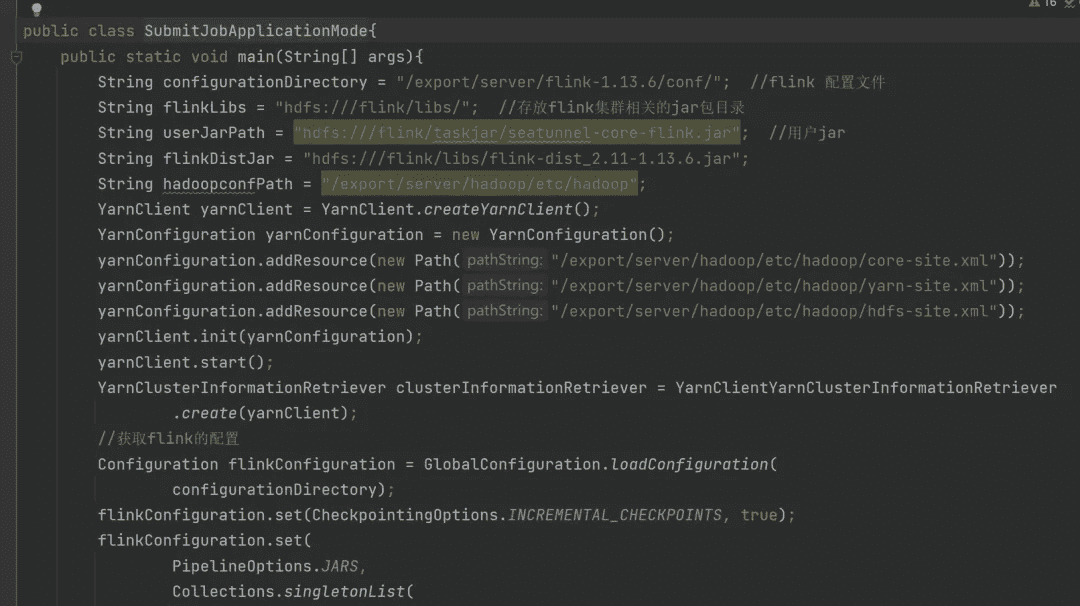 16
public class SubmitJobApplicationMode{
public static void main(String[] args){
String configurationDirectory = "/export/server/flink-1.13.6/conf/"; //flink 配置文件
String flinkLibs = "hdfs:///flink/libs/"; //存放flink集群相关的jar包目录
String userJarPath = "hdfs:///flink/taskjar/seatunnel-core-flink.jar"; //用户jar
String flinkDistJar = "hdfs:///flink/libs/flink-dist_2.11-1.13.6.jar";
String hadoopconfPath = "/export/server/hadoop/etc/hadoop";
YarnClient yarnClient = YarnClient.createYarnClient();
YarnConfiguration yarnConfiguration = new YarnConfiguration();
yarnConfiguration.addResource(new Path( pathString: "/export/server/hadoop/etc/hadoop/core-site.xml"));
yarnConfiguration.addResource(new Path( pathString: "/export/server/hadoop/etc/hadoop/yarn-site.xml"));
yarnConfiguration.addResource(new Path( pathString: "/export/server/hadoop/etc/hadoop/hdfs-site.xml"));
yarnClient.init(yarnConfiguration);
yarnClient.start();
YarnClusterInformationRetriever clusterInformationRetriever = YarnClientYarnClusterInformationRetriever
.create(yarnClient);
//获取flink的配置
Configuration flinkConfiguration = GlobalConfiguration.loadConfiguration(
configurationDirectory);
flinkConfiguration.set(CheckpointingOptions.INCREMENTAL_CHECKPOINTS, true);
flinkConfiguration.set(
PipelineOptions.JARS,
Collections.singletonList(